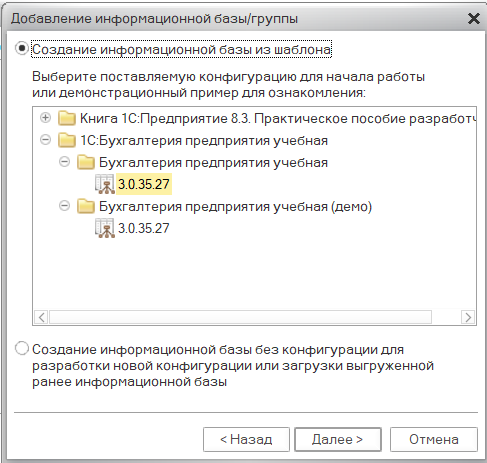 Добавление информационной базы/группы
Создание информационной базы из шаблона
Выберите поставляемую конфигурацию для начала работы
или демонстрационный пример для ознакомления:
Книга 1С:Предприятие 8.3. Практическое пособие разработч
1С:Бухгалтерия предприятия учебная
Бухгалтерия предприятия учебная
3.0.35.27
Бухгалтерия предприятия учебная (демо)
3.0.35.27
Создание информационной базы без конфигурации для
разработки новой конфигурации или загрузки выгруженной
ранее информационной базы
< Назад
Далее >
Отмена